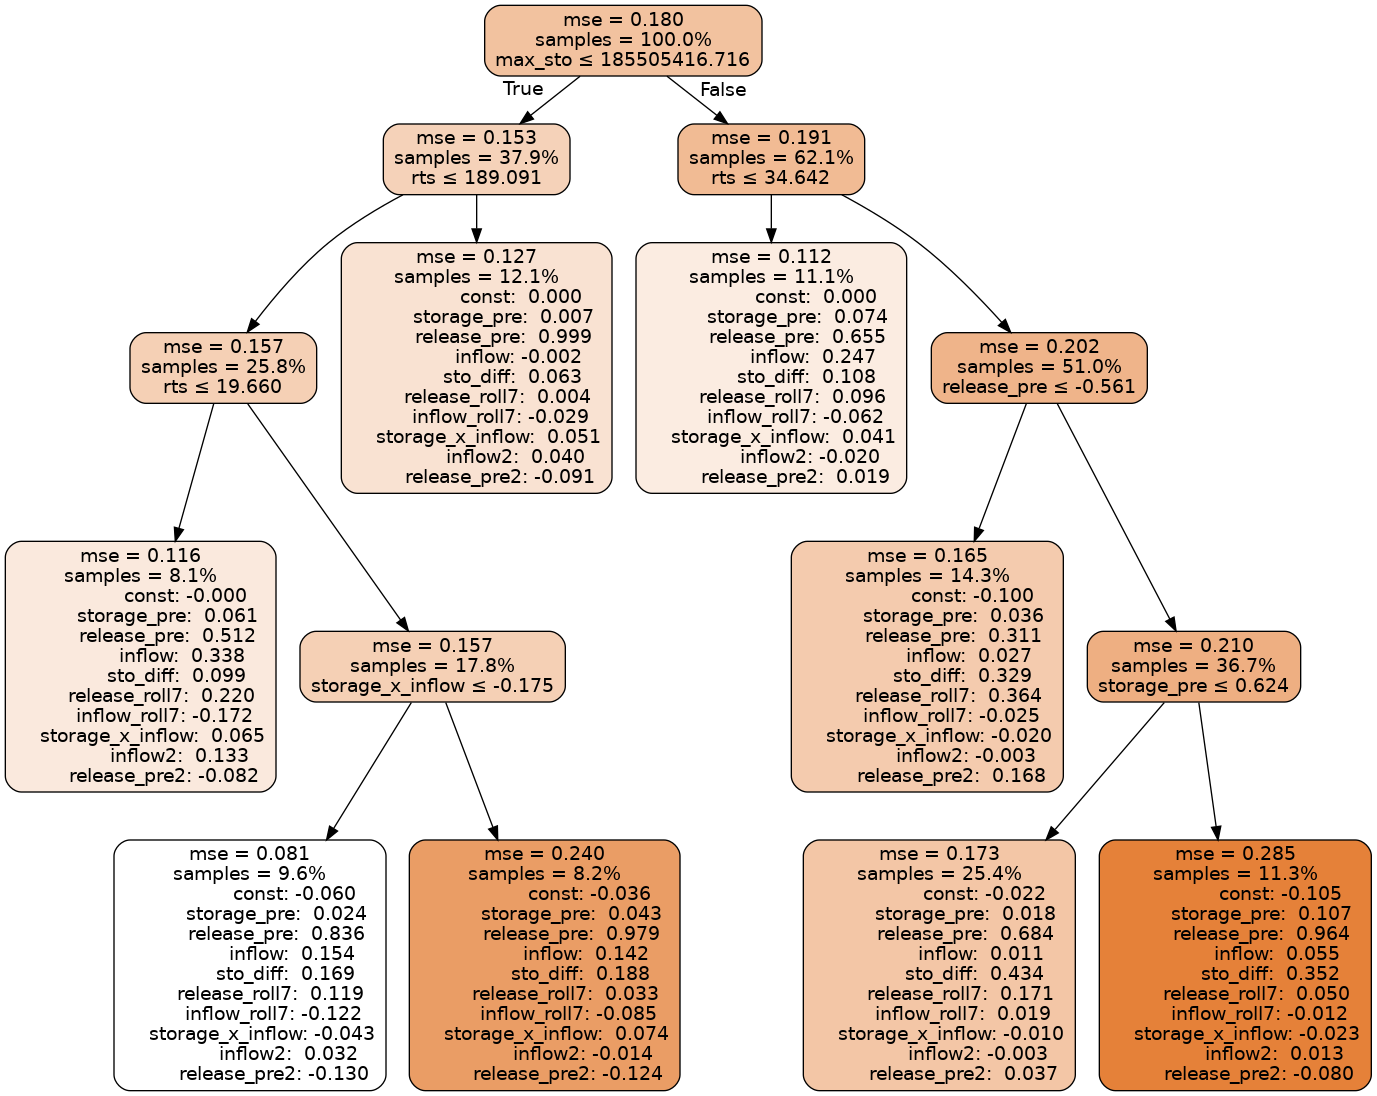 mse = 0.180
samples = 100.0%
max_sto ≤ 185505416.716
True
False
mse = 0.153
samples = 37.9%
rts ≤ 189.091
mse = 0.191
samples = 62.1%
rts ≤ 34.642
mse = 0.127
samples = 12.1%
const: 0.000
storage_pre: 0.007
release_pre: 0.999
inflow: -0.002
sto_diff: 0.063
release_roll7: 0.004
inflow_roll7: -0.029
storage_x_inflow: 0.051
inflow2: 0.040
release_pre2: -0.091
mse = 0.112
samples = 11.1%
const: 0.000
storage_pre: 0.074
release_pre: 0.655
inflow: 0.247
sto_diff: 0.108
release_roll7: 0.096
inflow_roll7: -0.062
storage_x_inflow: 0.041
inflow2: -0.020
release_pre2: 0.019
mse = 0.157
samples = 25.8%
rts ≤ 19.660
mse = 0.202
samples = 51.0%
release_pre ≤ -0.561
mse = 0.116
samples = 8.1%
const: -0.000
storage_pre: 0.061
release_pre: 0.512
inflow: 0.338
sto_diff: 0.099
release_roll7: 0.220
inflow_roll7: -0.172
storage_x_inflow: 0.065
inflow2: 0.133
release_pre2: -0.082
mse = 0.157
samples = 17.8%
storage_x_inflow ≤ -0.175
mse = 0.165
samples = 14.3%
const: -0.100
storage_pre: 0.036
release_pre: 0.311
inflow: 0.027
sto_diff: 0.329
release_roll7: 0.364
inflow_roll7: -0.025
storage_x_inflow: -0.020
inflow2: -0.003
release_pre2: 0.168
mse = 0.210
samples = 36.7%
storage_pre ≤ 0.624
mse = 0.081
samples = 9.6%
const: -0.060
storage_pre: 0.024
release_pre: 0.836
inflow: 0.154
sto_diff: 0.169
release_roll7: 0.119
inflow_roll7: -0.122
storage_x_inflow: -0.043
inflow2: 0.032
release_pre2: -0.130
mse = 0.240
samples = 8.2%
const: -0.036
storage_pre: 0.043
release_pre: 0.979
inflow: 0.142
sto_diff: 0.188
release_roll7: 0.033
inflow_roll7: -0.085
storage_x_inflow: 0.074
inflow2: -0.014
release_pre2: -0.124
mse = 0.173
samples = 25.4%
const: -0.022
storage_pre: 0.018
release_pre: 0.684
inflow: 0.011
sto_diff: 0.434
release_roll7: 0.171
inflow_roll7: 0.019
storage_x_inflow: -0.010
inflow2: -0.003
release_pre2: 0.037
mse = 0.285
samples = 11.3%
const: -0.105
storage_pre: 0.107
release_pre: 0.964
inflow: 0.055
sto_diff: 0.352
release_roll7: 0.050
inflow_roll7: -0.012
storage_x_inflow: -0.023
inflow2: 0.013
release_pre2: -0.080